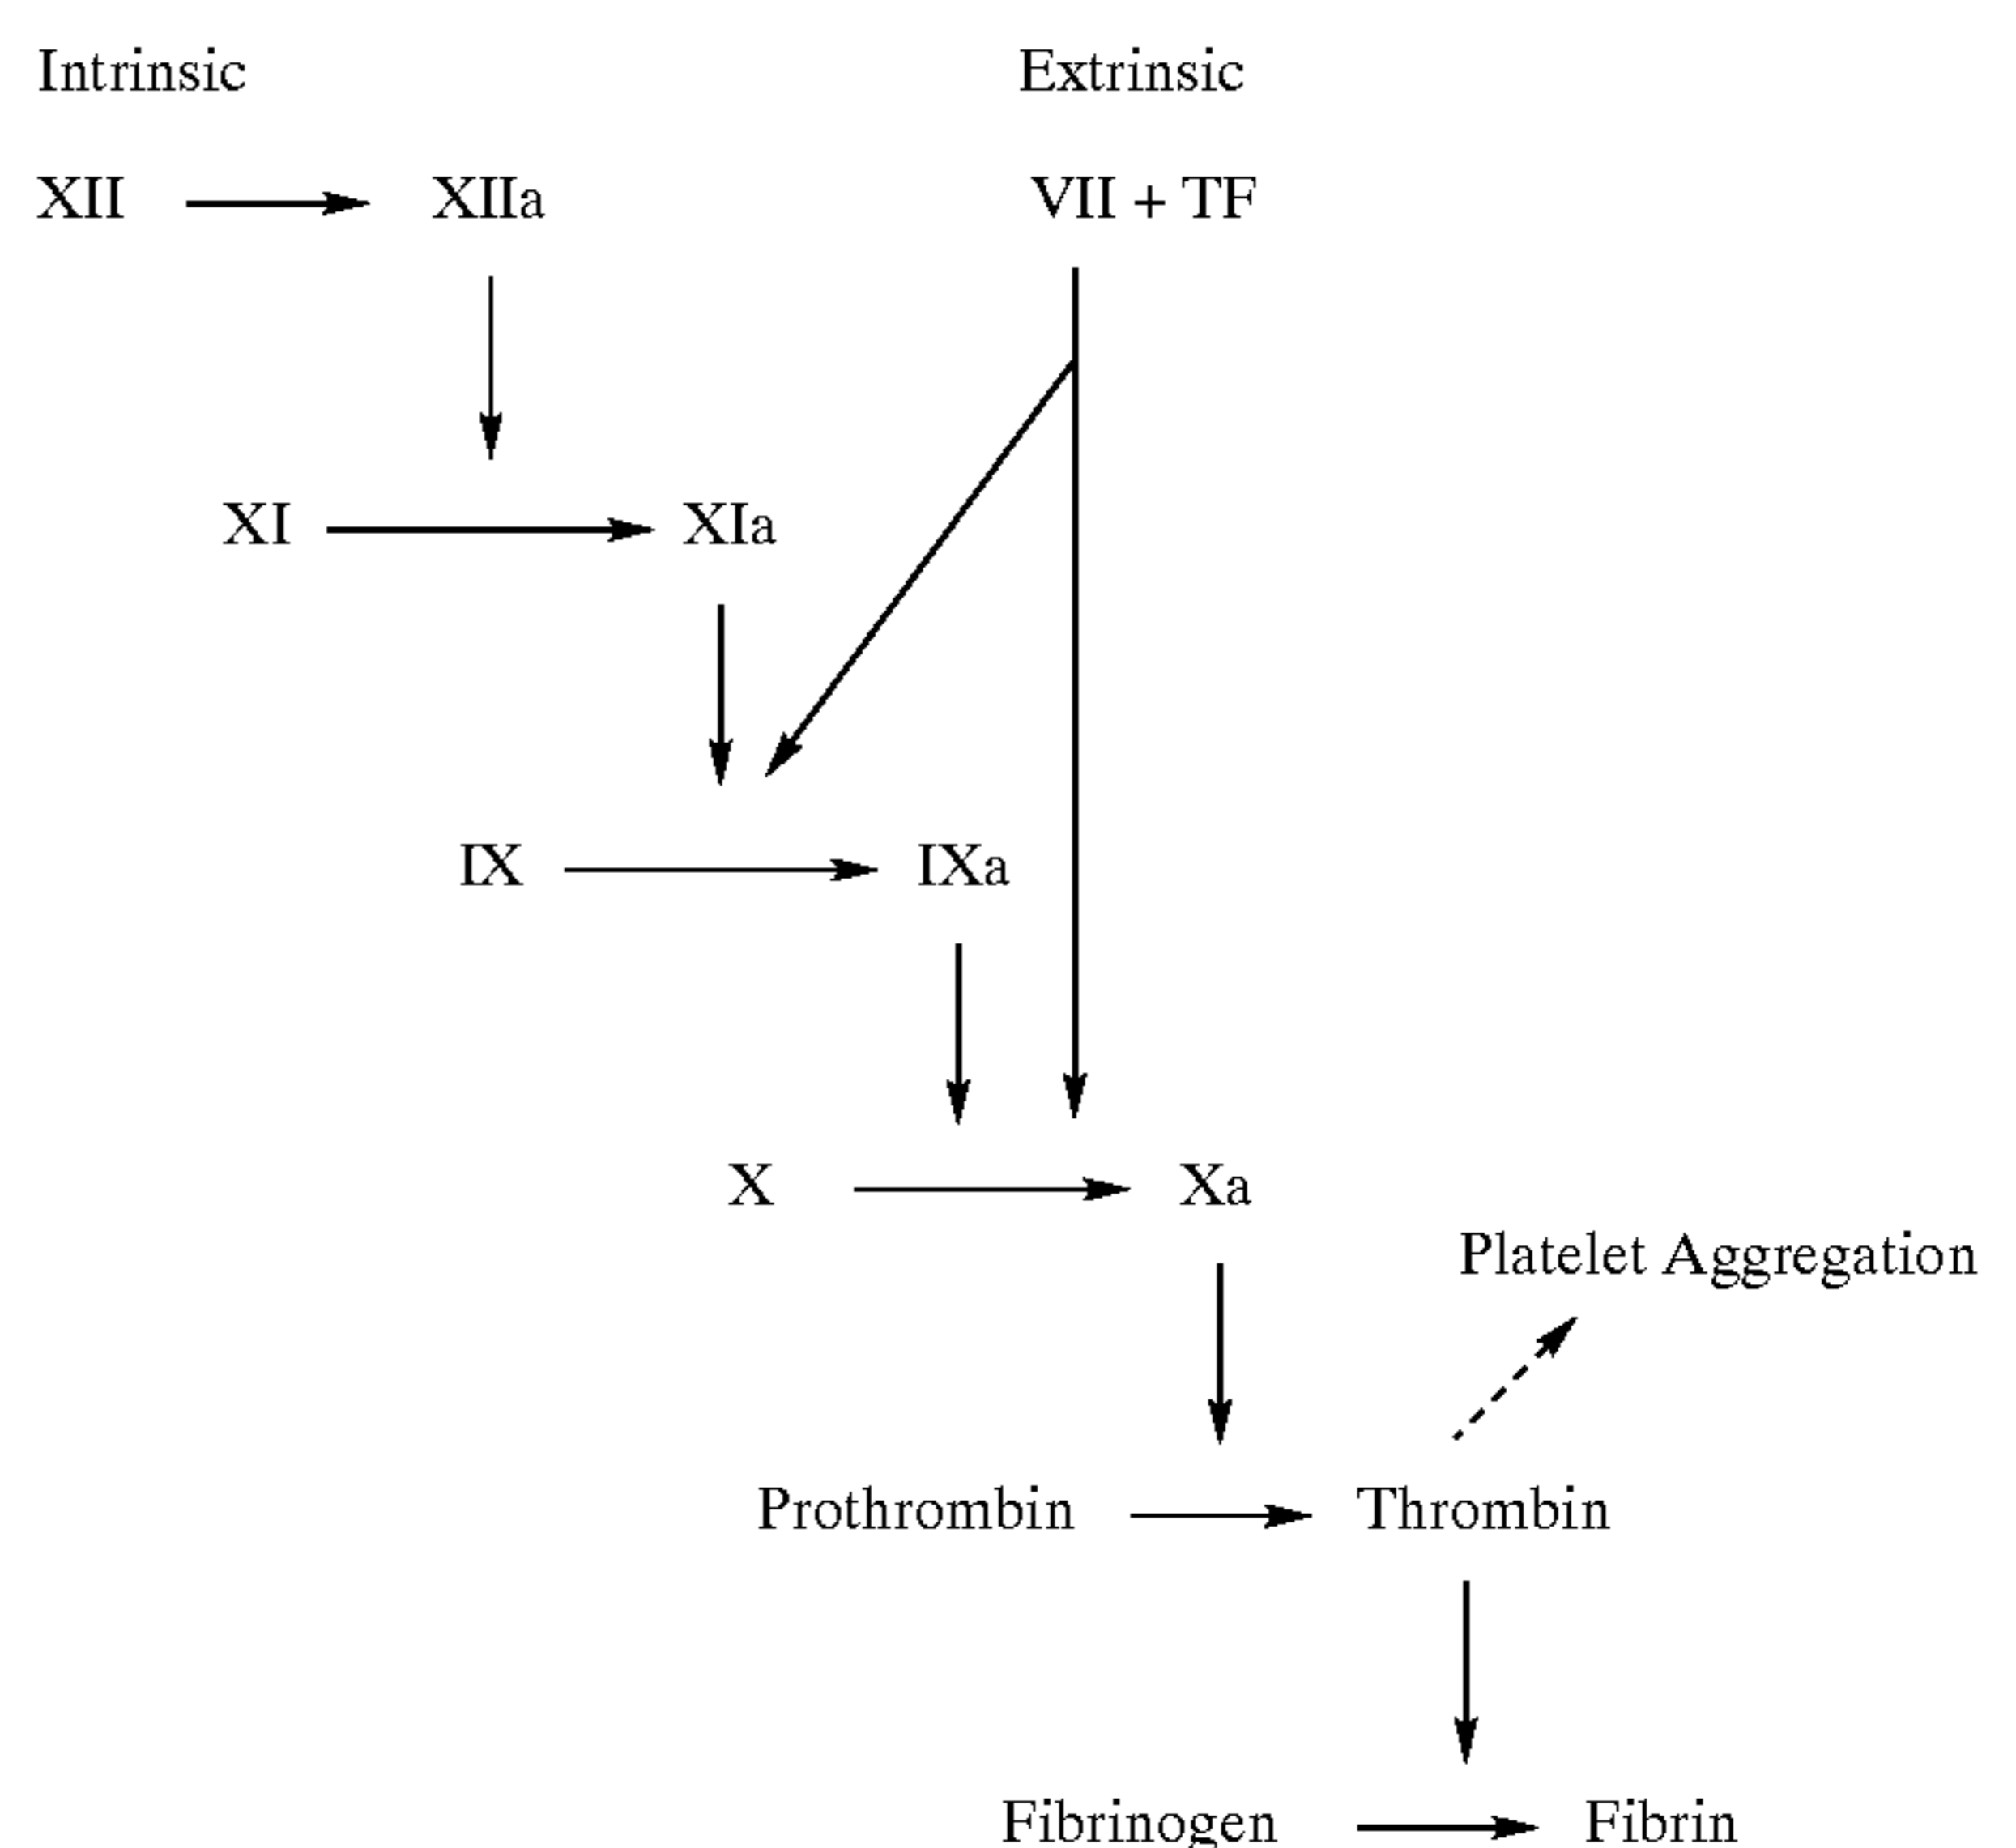 Intrinsic Extrinsic
XII XIIa VII + TF
XI XIa
IX IXa
X Xa
Platelet Aggregation
Prothrombin Thrombin
Fibrinogen Fibrin